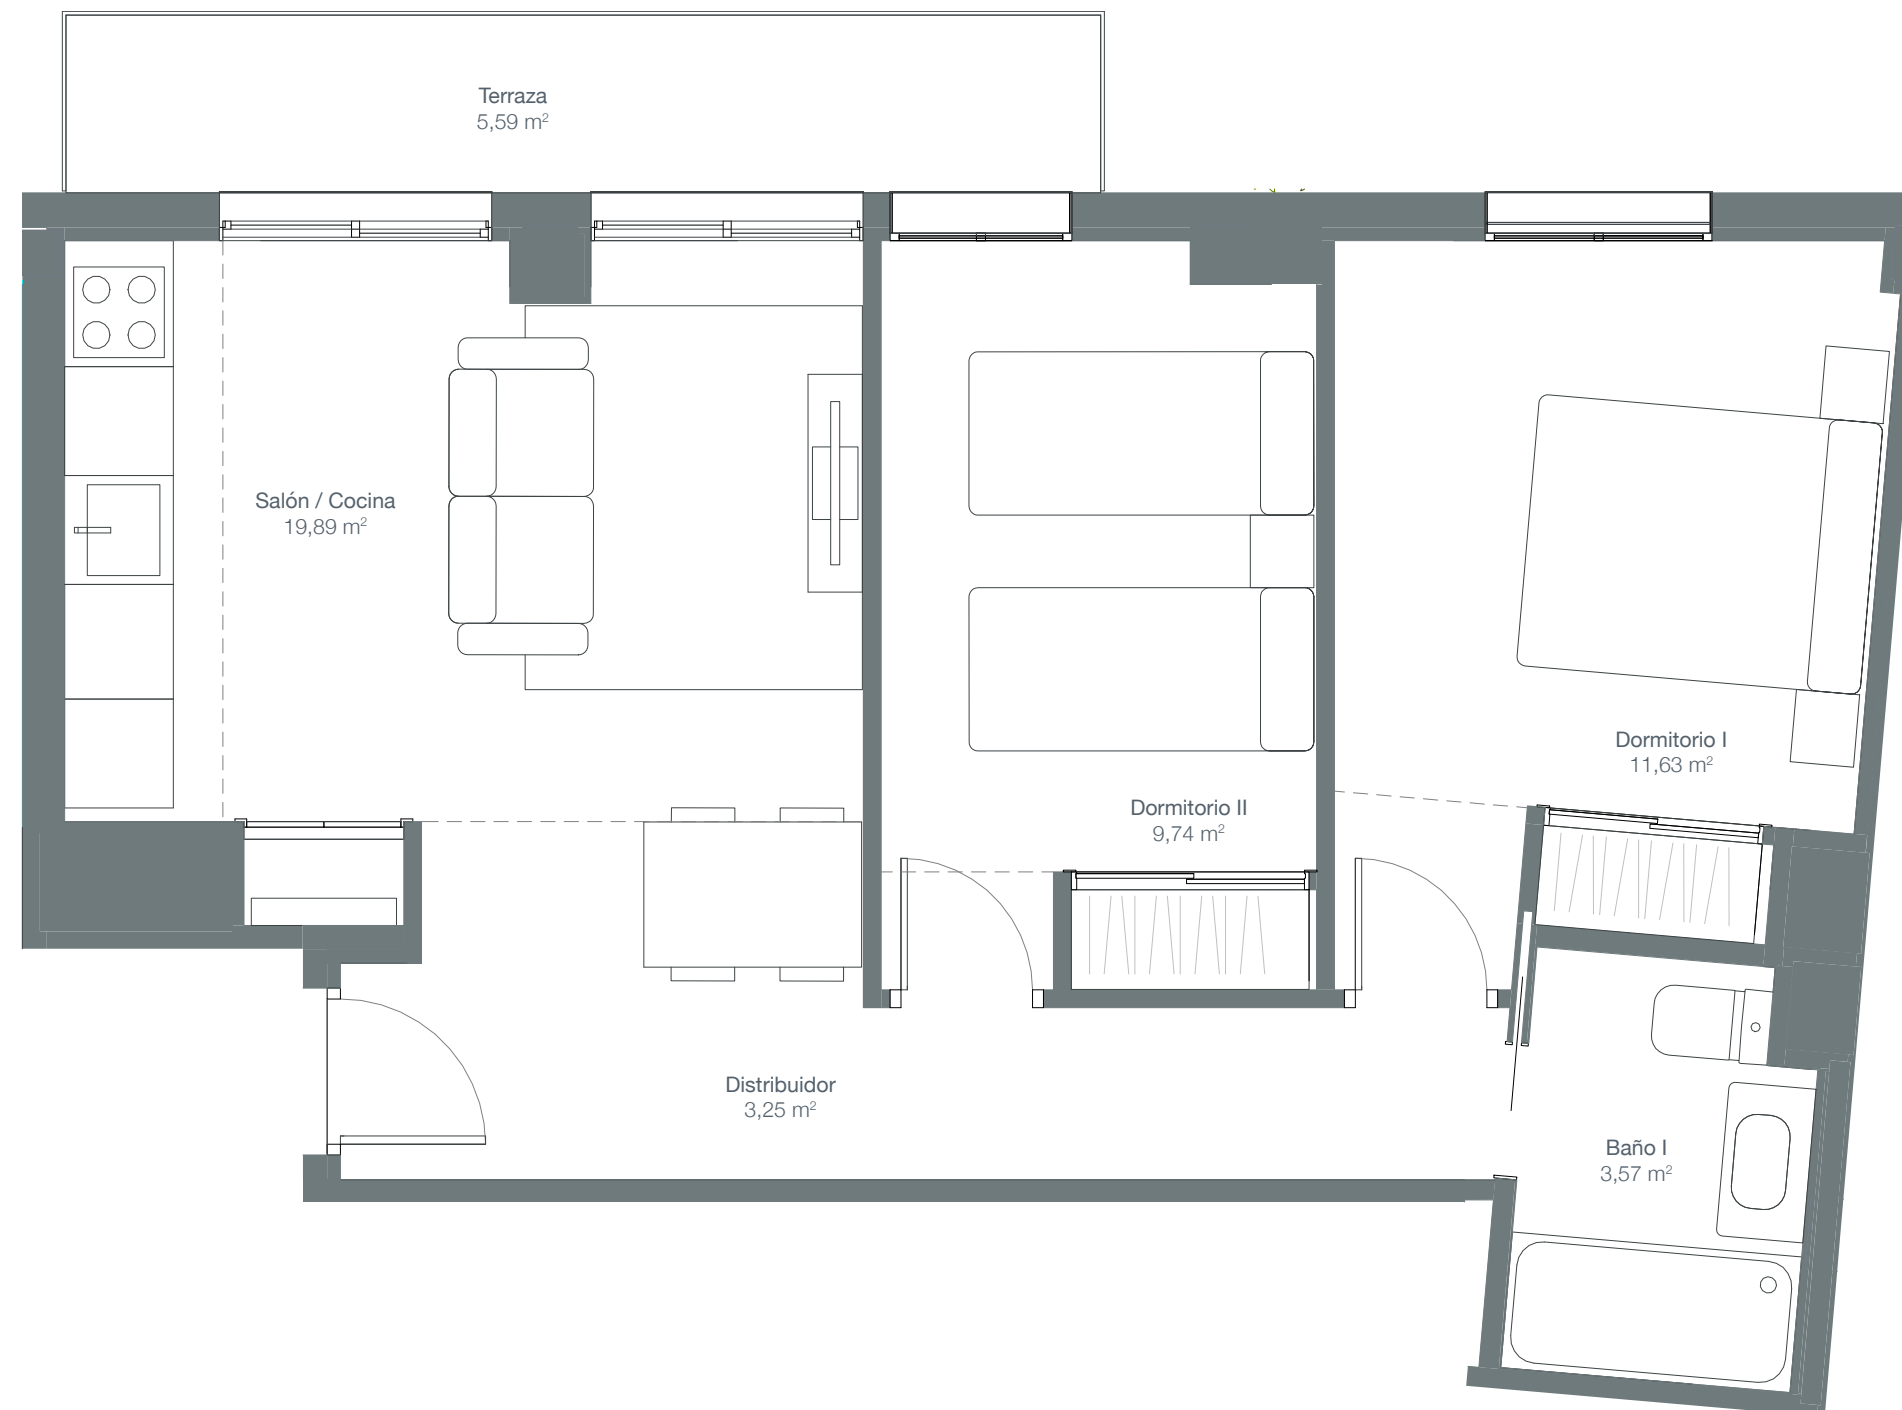 Terraza
5,59 m²
Salón / Cocina
19,89 m²
Dormitorio I
11,63 m²
Dormitorio II
9,74 m²
Distribuidor
3,25 m²
Baño I
3,57 m²